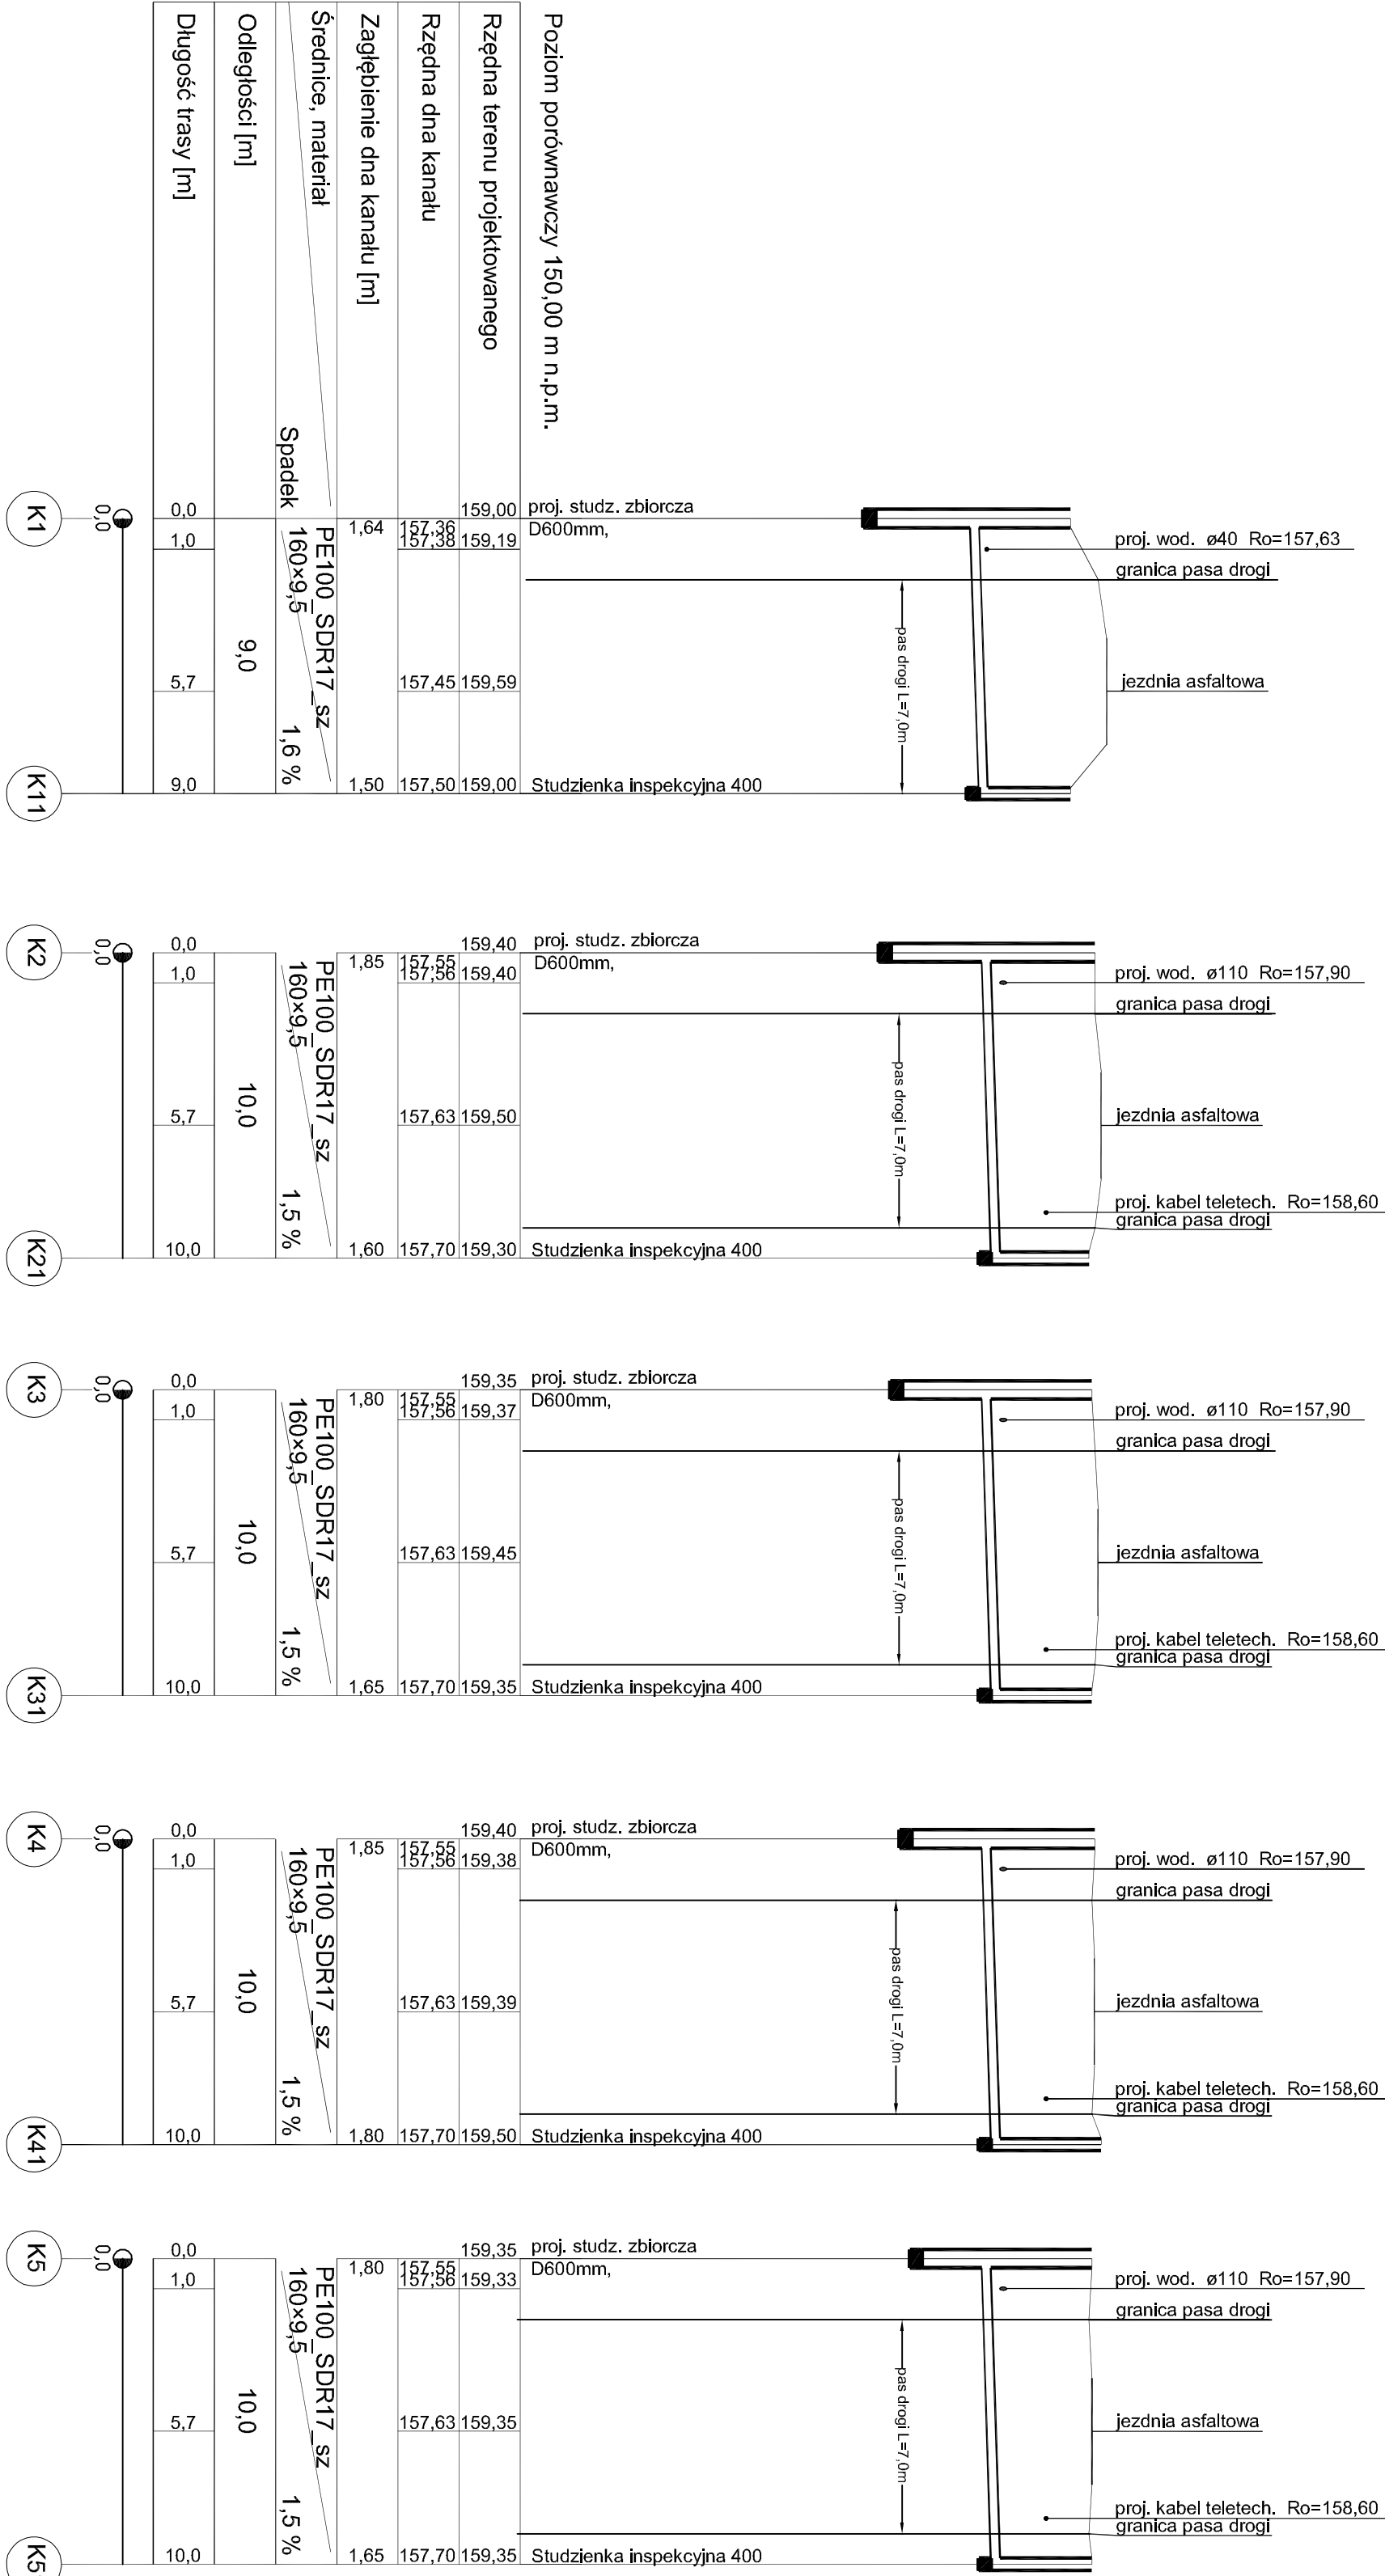 Poziom porównawczy 150,00 m n.p.m.
Rzędna terenu projektowanego
Rzędna dna kanału
Zagłębienie dna kanału [m]
Średnice, materiał
Spadek
Odległości [m]
Długość trasy [m]
159,00 proj. studz. zbiorcza
D600mm,
0,0
1,64 157,36
1,0
157,38 159,19
proj. wod. ø40 Ro=157,63
granica pasa drogi
PE100_SDR17_sz
160×9,5
1,6 %
9,0
pas drogi L=7,0m
5,7
157,45 159,59
jezdnia asfaltowa
9,0
1,50 157,50 159,00 Studzienka inspekcyjna 400
K1
0,0
K11
159,40 proj. studz. zbiorcza
D600mm,
0,0
1,85 157,55
1,0
157,56 159,40
proj. wod. ø110 Ro=157,90
granica pasa drogi
PE100_SDR17_sz
160×9,5
1,5 %
10,0
pas drogi L=7,0m
5,7
157,63 159,50
jezdnia asfaltowa
proj. kabel teletech. Ro=158,60
granica pasa drogi
10,0
1,60 157,70 159,30 Studzienka inspekcyjna 400
K2
0,0
K21
159,35 proj. studz. zbiorcza
D600mm,
0,0
1,80 157,55
1,0
157,56 159,37
proj. wod. ø110 Ro=157,90
granica pasa drogi
PE100_SDR17_sz
160×9,5
1,5 %
10,0
pas drogi L=7,0m
5,7
157,63 159,45
jezdnia asfaltowa
proj. kabel teletech. Ro=158,60
granica pasa drogi
10,0
1,65 157,70 159,35 Studzienka inspekcyjna 400
K3
0,0
K31
159,40 proj. studz. zbiorcza
D600mm,
0,0
1,85 157,55
1,0
157,56 159,38
proj. wod. ø110 Ro=157,90
granica pasa drogi
PE100_SDR17_sz
160×9,5
1,5 %
10,0
pas drogi L=7,0m
5,7
157,63 159,39
jezdnia asfaltowa
proj. kabel teletech. Ro=158,60
granica pasa drogi
10,0
1,80 157,70 159,50 Studzienka inspekcyjna 400
K4
0,0
K41
159,35 proj. studz. zbiorcza
D600mm,
0,0
1,80 157,55
1,0
157,56 159,33
proj. wod. ø110 Ro=157,90
granica pasa drogi
PE100_SDR17_sz
160×9,5
1,5 %
10,0
pas drogi L=7,0m
5,7
157,63 159,35
jezdnia asfaltowa
proj. kabel teletech. Ro=158,60
granica pasa drogi
10,0
1,65 157,70 159,35 Studzienka inspekcyjna 400
K5
0,0
K5